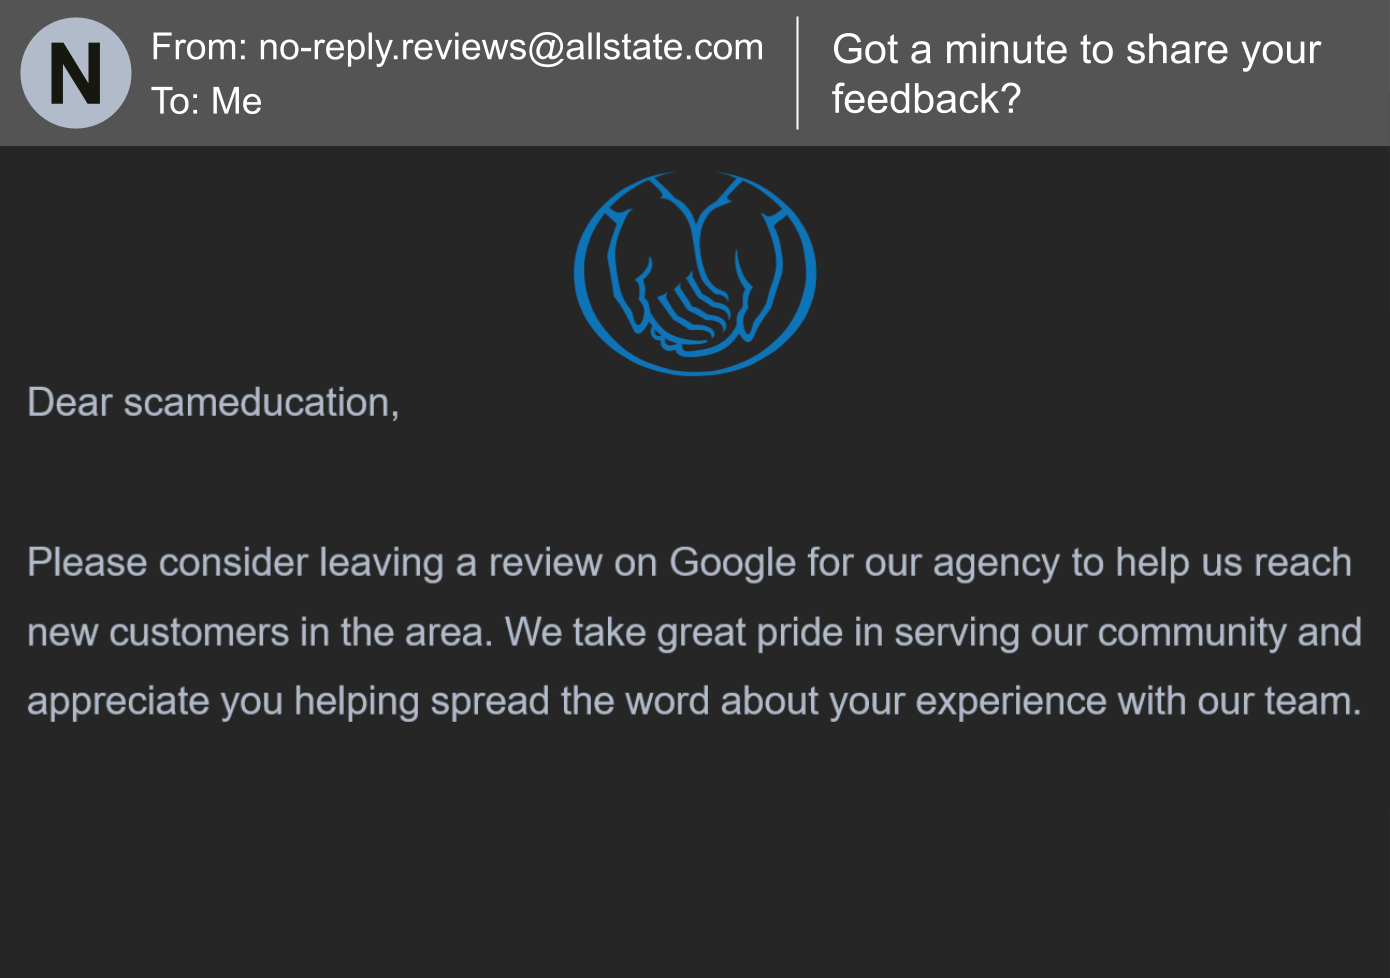 N
From: no-reply.reviews@allstate.com
To: Me
Got a minute to share your
feedback?
Dear scameducation,
Please consider leaving a review on Google for our agency to help us reach
new customers in the area. We take great pride in serving our community and
appreciate you helping spread the word about your experience with our team.